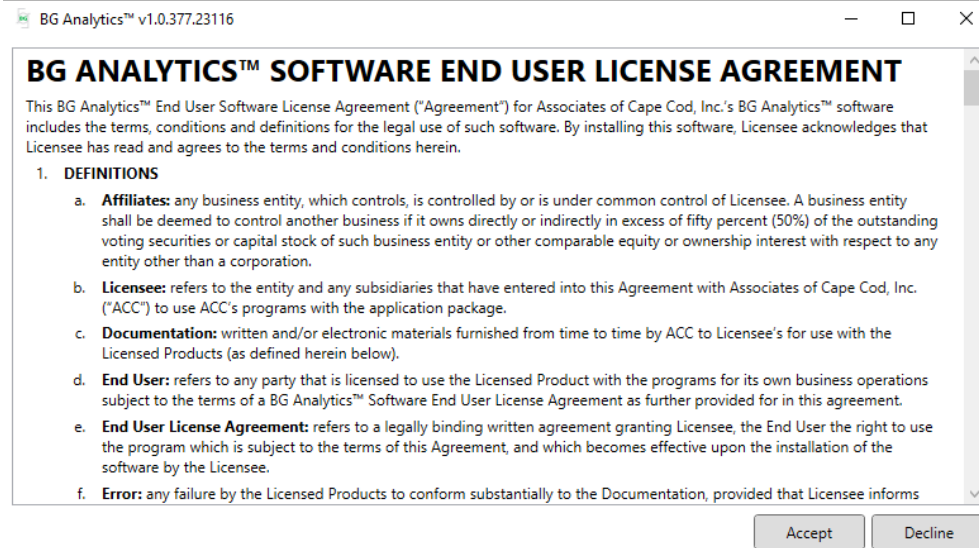 BG Analytics™ v1.0.377.23116
BG ANALYTICS™ SOFTWARE END USER LICENSE AGREEMENT
This BG Analytics™ End User Software License Agreement ("Agreement") for Associates of Cape Cod, Inc.'s BG Analytics™ software
includes the terms, conditions and definitions for the legal use of such software. By installing this software, Licensee acknowledges that
Licensee has read and agrees to the terms and conditions herein.
1. DEFINITIONS
a. Affiliates: any business entity, which controls, is controlled by or is under common control of Licensee. A business entity
shall be deemed to control another business if it owns directly or indirectly in excess of fifty percent (50%) of the outstanding
voting securities or capital stock of such business entity or other comparable equity or ownership interest with respect to any
entity other than a corporation.
b. Licensee: refers to the entity and any subsidiaries that have entered into this Agreement with Associates of Cape Cod, Inc.
("ACC") to use ACC's programs with the application package.
c. Documentation: written and/or electronic materials furnished from time to time by ACC to Licensee's for use with the
Licensed Products (as defined herein below).
d. End User: refers to any party that is licensed to use the Licensed Product with the programs for its own business operations
subject to the terms of a BG Analytics™ Software End User License Agreement as further provided for in this agreement.
e. End User License Agreement: refers to a legally binding written agreement granting Licensee, the End User the right to use
the program which is subject to the terms of this Agreement, and which becomes effective upon the installation of the
software by the Licensee.
f. Error: any failure by the Licensed Products to conform substantially to the Documentation, provided that Licensee informs
Accept Decline